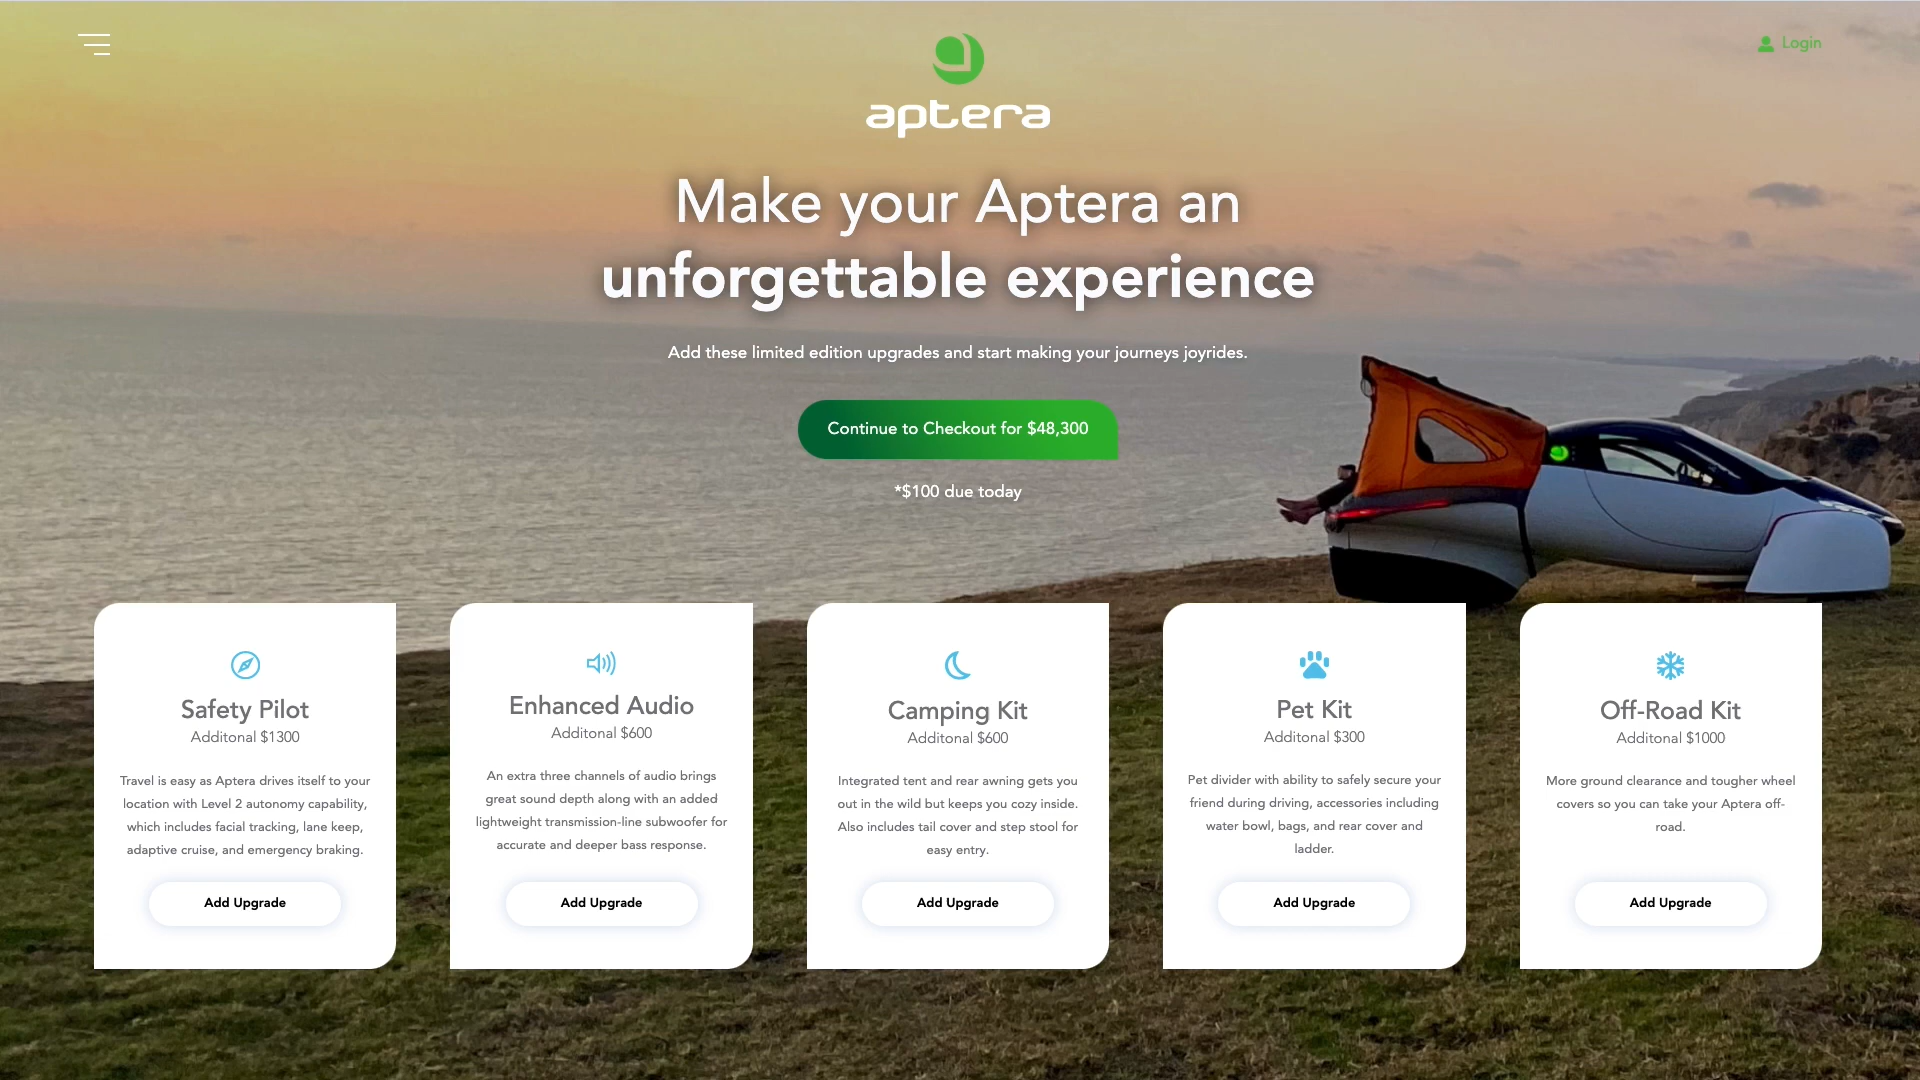 Login
aptera
Make your Aptera an
unforgettable experience
Add these limited edition upgrades and start making your journeys joyrides.
Continue to Checkout for $48,300
*$100 due today
Safety Pilot
Additonal $1300
Travel is easy as Aptera drives itself to your
location with Level 2 autonomy capability,
which includes facial tracking, lane keep,
adaptive cruise, and emergency braking.
Add Upgrade
Enhanced Audio
Additonal $600
An extra three channels of audio brings
great sound depth along with an added
lightweight transmission-line subwoofer for
accurate and deeper bass response.
Add Upgrade
Camping Kit
Additonal $600
Integrated tent and rear awning gets you
out in the wild but keeps you cozy inside.
Also includes tail cover and step stool for
easy entry.
Add Upgrade
Pet Kit
Additonal $300
Pet divider with ability to safely secure your
friend during driving, accessories including
water bowl, bags, and rear cover and
ladder.
Add Upgrade
Off-Road Kit
Additonal $1000
More ground clearance and tougher wheel
covers so you can take your Aptera off-
road.
Add Upgrade